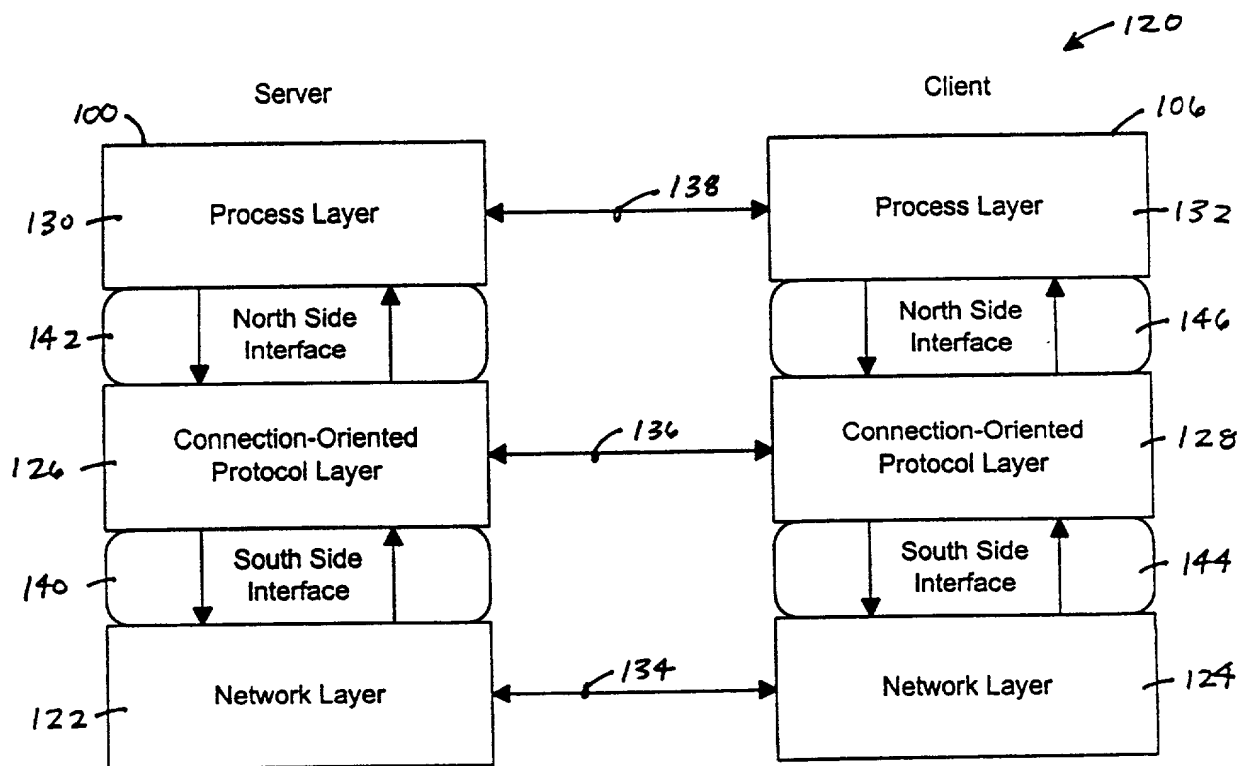 120
Server
Client
100
106
130
Process Layer
138
Process Layer
132
142
North Side
Interface
North Side
Interface
146
126
Connection-Oriented
Protocol Layer
136
Connection-Oriented
Protocol Layer
128
140
South Side
Interface
South Side
Interface
144
122
Network Layer
134
Network Layer
124